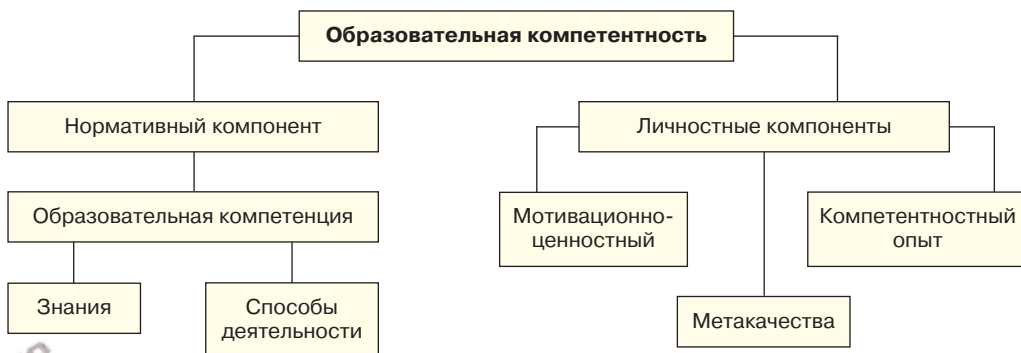 Образовательная компетентность
Нормативный компонент
Личностные компоненты
Образовательная компетенция
Мотивационно-
ценностный
Компетентностный
опыт
Знания
Способы
деятельности
Метакачества